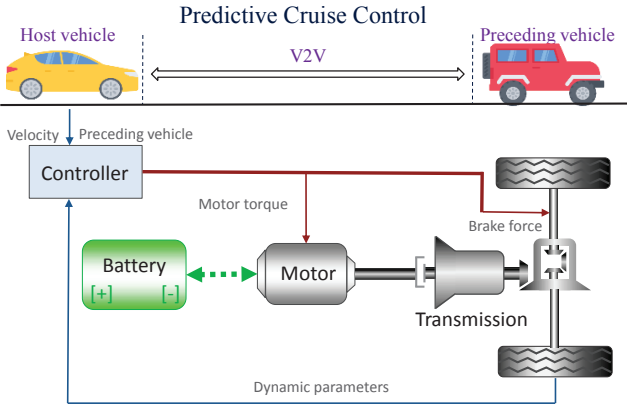 Predictive Cruise Control
Host vehicle
Preceding vehicle
V2V
Velocity
Preceding vehicle
Controller
Motor torque
Brake force
Battery
[+] [-]
Motor
Transmission
Dynamic parameters